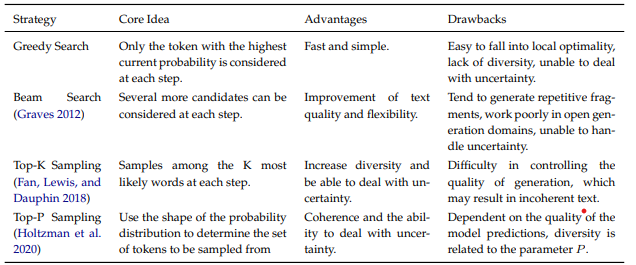 Strategy Core Idea Advantages Drawbacks
Greedy Search Only the token with the highest current probability is considered at each step. Fast and simple. Easy to fall into local optimality, lack of diversity, unable to deal with uncertainty.
Beam Search (Graves 2012) Several more candidates can be considered at each step. Improvement of text quality and flexibility. Tend to generate repetitive fragments, work poorly in open generation domains, unable to handle uncertainty.
Top-K Sampling (Fan, Lewis, and Dauphin 2018) Samples among the K most likely words at each step. Increase diversity and be able to deal with uncertainty. Difficulty in controlling the quality of generation, which may result in incoherent text.
Top-P Sampling (Holtzman et al. 2020) Use the shape of the probability distribution to determine the set of tokens to be sampled from Coherence and the ability to deal with uncertainty. Dependent on the quality of the model predictions, diversity is related to the parameter P.